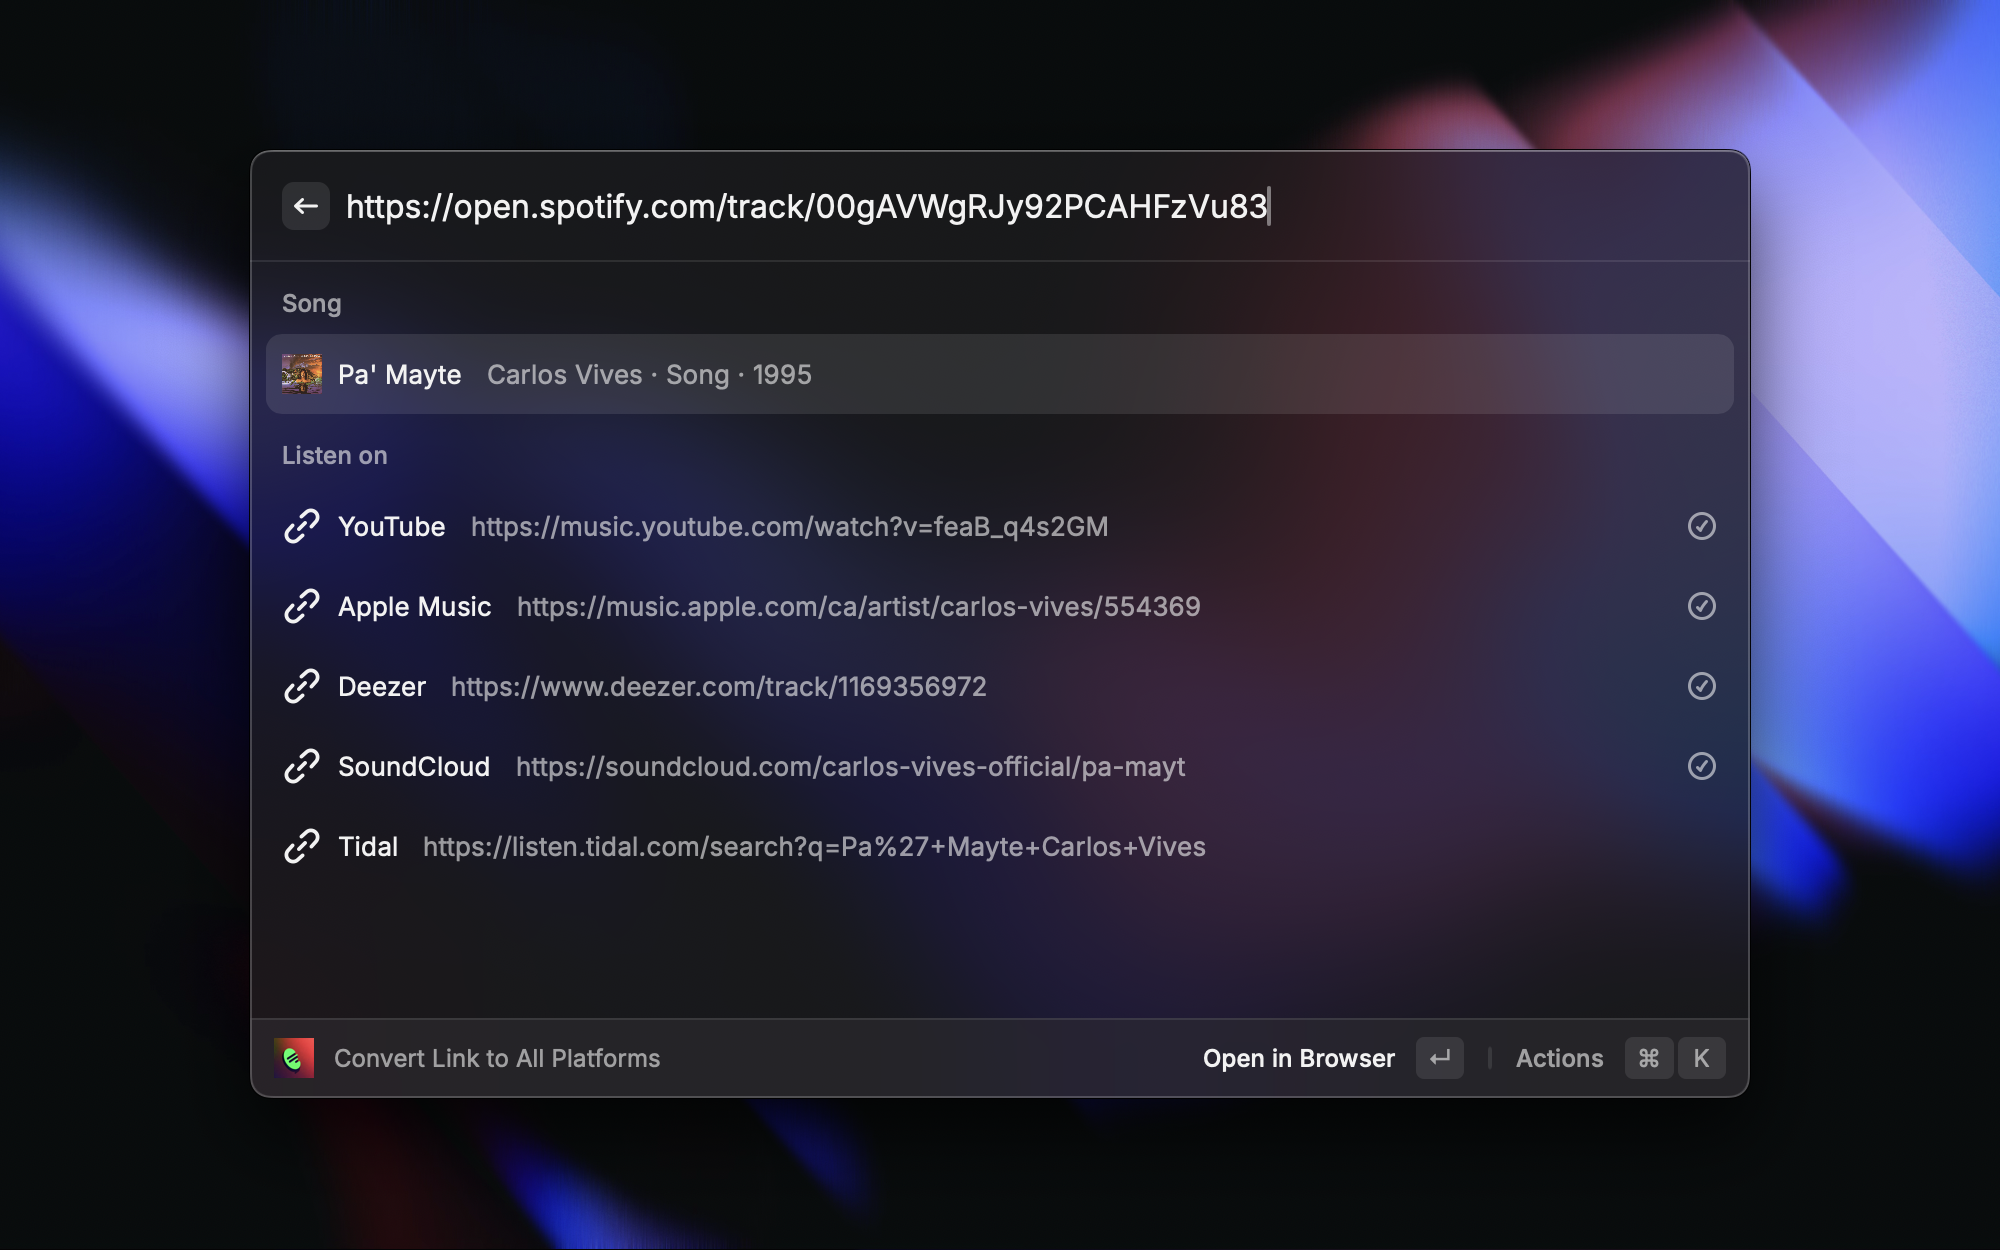 https://open.spotify.com/track/00gAVWgRJy92PCAHFzVu83
Song
Pa' Mayte Carlos Vives · Song · 1995
Listen on
YouTube https://music.youtube.com/watch?v=feaB_q4s2GM
Apple Music https://music.apple.com/ca/artist/carlos-vives/554369
Deezer https://www.deezer.com/track/1169356972
SoundCloud https://soundcloud.com/carlos-vives-official/pa-mayt
Tidal https://listen.tidal.com/search?q=Pa%27+Mayte+Carlos+Vives
Convert Link to All Platforms Open in Browser Actions ⌘ K